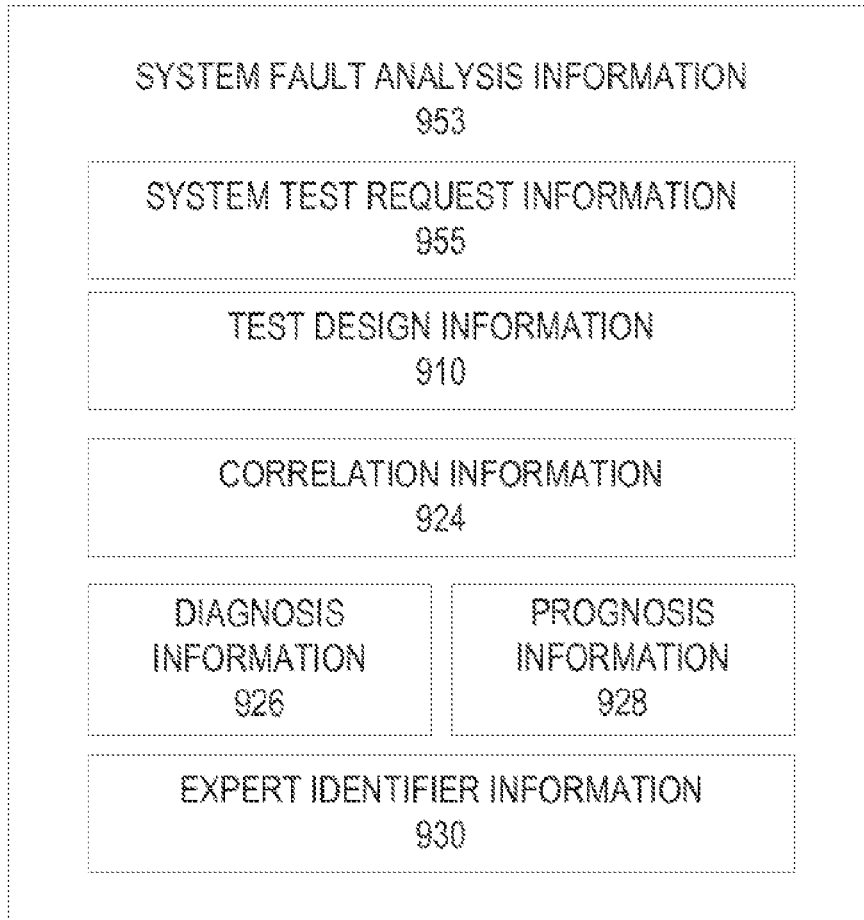 SYSTEM FAULT ANALYSIS INFORMATION
953
SYSTEM TEST REQUEST INFORMATION
955
TEST DESIGN INFORMATION
910
CORRELATION INFORMATION
924
DIAGNOSIS
INFORMATION
926
PROGNOSIS
INFORMATION
928
EXPERT IDENTIFIER INFORMATION
930